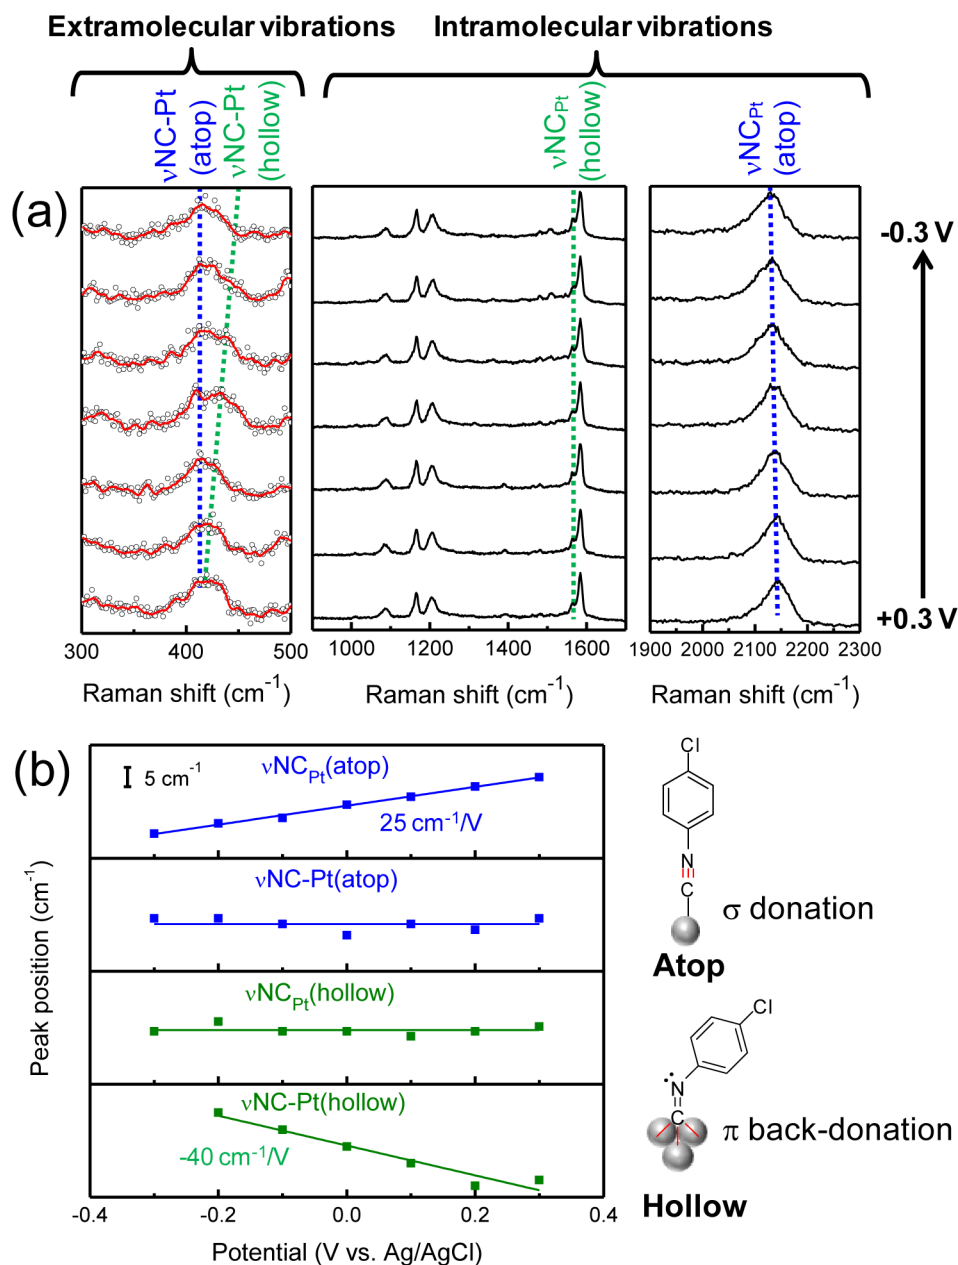 Extramolecular vibrations
Intramolecular vibrations
νNC-Pt
(atop)
νNC-Pt
(hollow)
νNCPt
(hollow)
νNCPt
(atop)
(a)
-0.3 V
+0.3 V
300 400 500
1000 1200 1400 1600
1900 2000 2100 2200 2300
Raman shift (cm⁻¹)
Raman shift (cm⁻¹)
Raman shift (cm⁻¹)
(b)
5 cm⁻¹
νNCPt(atop)
25 cm⁻¹/V
νNC-Pt(atop)
νNCPt(hollow)
νNC-Pt(hollow)
-40 cm⁻¹/V
Peak position (cm⁻¹)
-0.4 -0.2 0.0 0.2 0.4
Potential (V vs. Ag/AgCl)
Cl
N
C
σ donation
Atop
Cl
N
C
π back-donation
Hollow